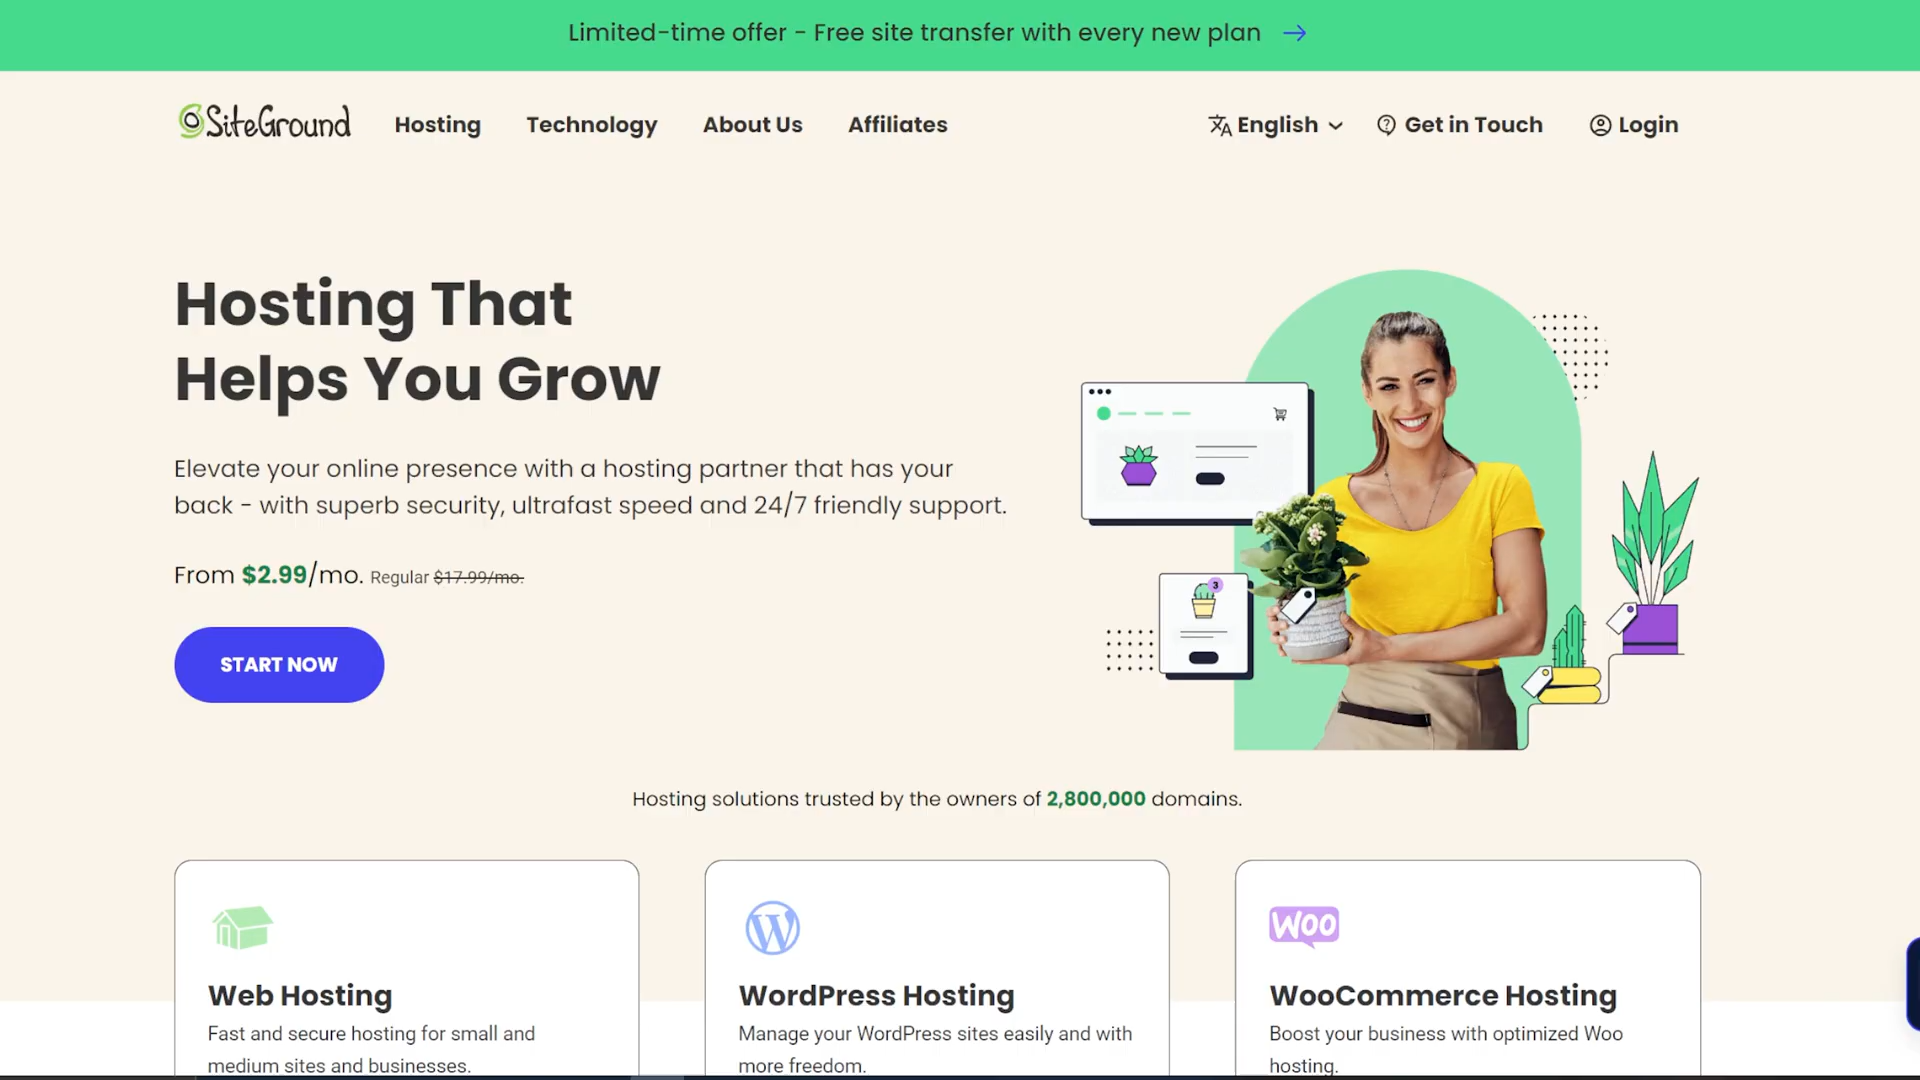 Limited-time offer - Free site transfer with every new plan
SiteGround
Hosting
Technology
About Us
Affiliates
English
Get in Touch
Login
Hosting That
Helps You Grow
Elevate your online presence with a hosting partner that has your
back - with superb security, ultrafast speed and 24/7 friendly support.
From $2.99/mo. Regular $17.99/mo.
START NOW
3
Hosting solutions trusted by the owners of 2,800,000 domains.
Web Hosting
Fast and secure hosting for small and
medium sites and businesses.
WordPress Hosting
Manage your WordPress sites easily and with
more freedom.
Woo
WooCommerce Hosting
Boost your business with optimized Woo
hosting.